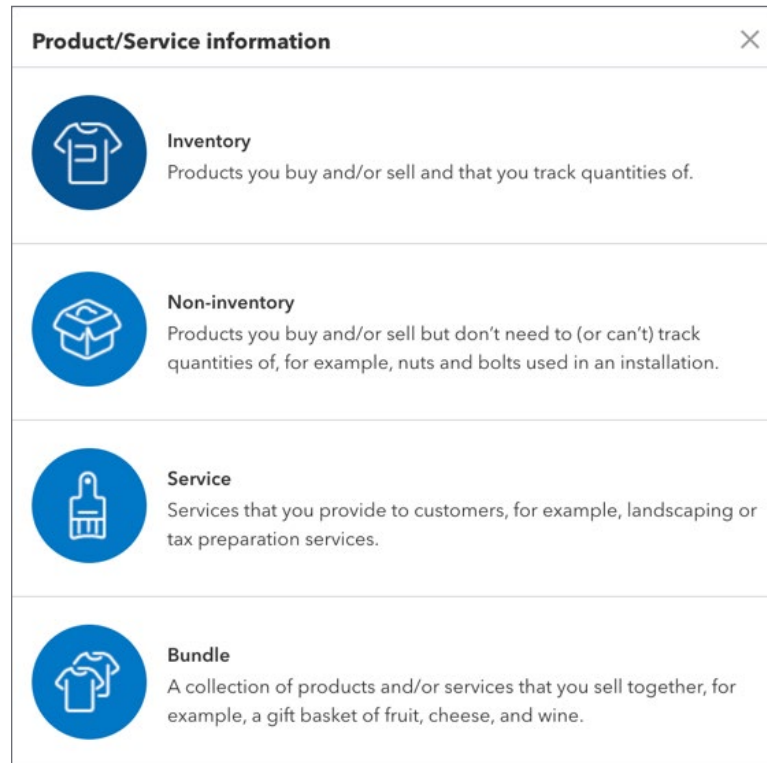 Product/Service information
Inventory
Products you buy and/or sell and that you track quantities of.
Non-inventory
Products you buy and/or sell but don’t need to (or can’t) track
quantities of, for example, nuts and bolts used in an installation.
Service
Services that you provide to customers, for example, landscaping or
tax preparation services.
Bundle
A collection of products and/or services that you sell together, for
example, a gift basket of fruit, cheese, and wine.